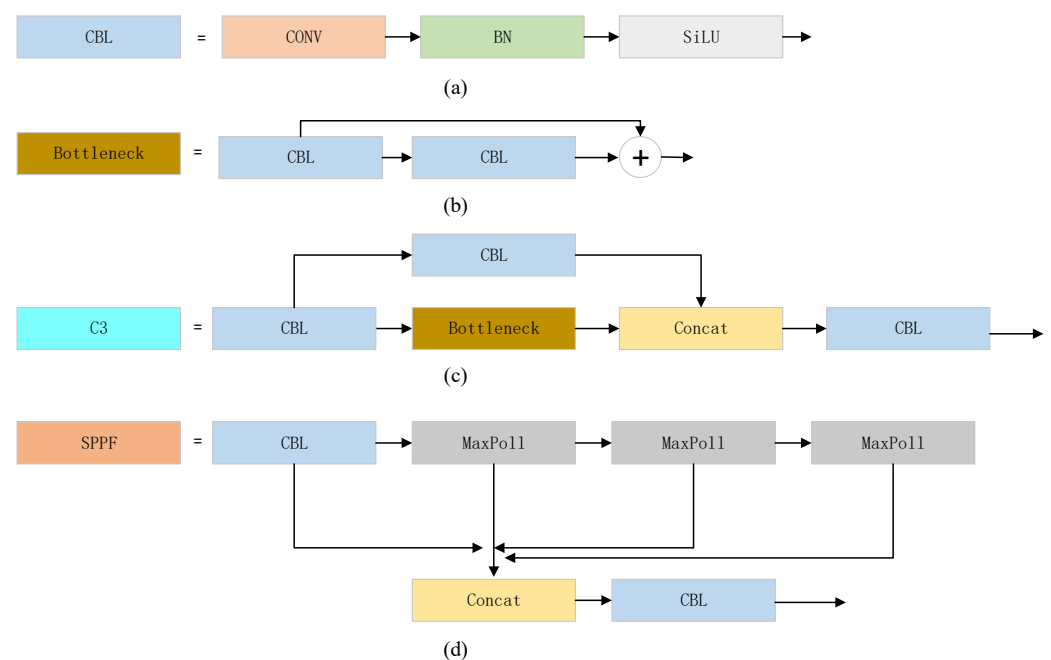 CBL = CONV BN SiLU
(a)
Bottleneck = CBL CBL +
(b)
CBL
C3 = CBL Bottleneck Concat CBL
(c)
SPPF = CBL MaxPoll MaxPoll MaxPoll
Concat CBL
(d)